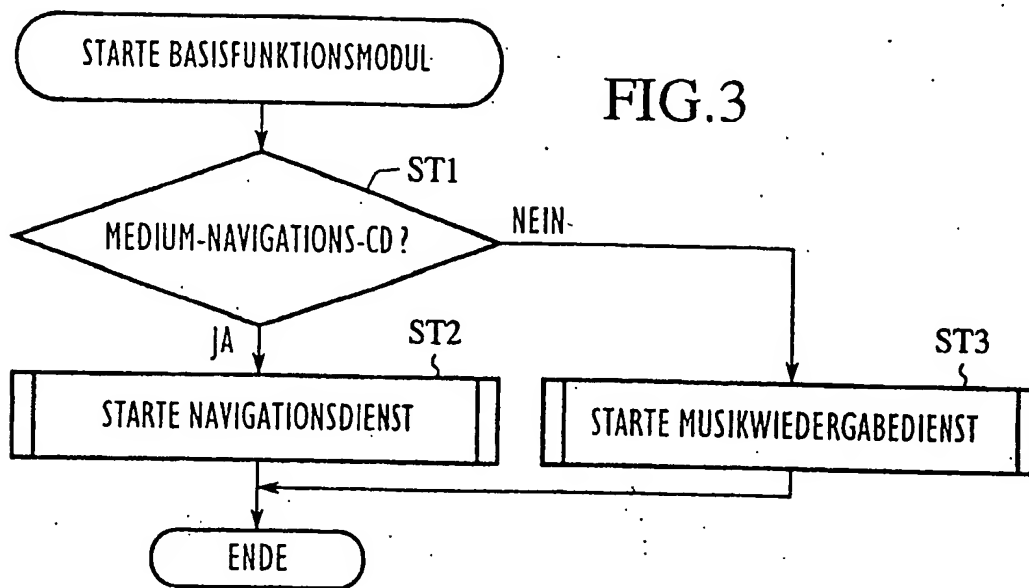 STARTE BASISFUNKTIONSMODUL
FIG.3
ST1
MEDIUM-NAVIGATIONS-CD ?
NEIN
JA
ST2
ST3
STARTE NAVIGATIONSDIENST
STARTE MUSIKWIEDERGABEDIENST
ENDE